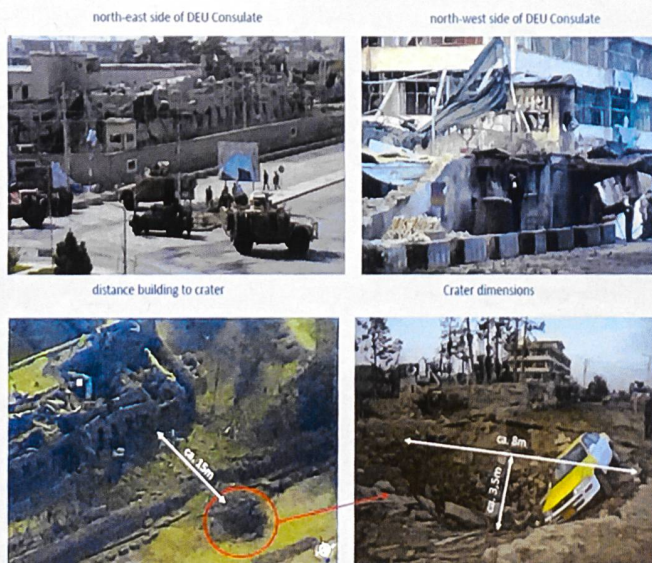 north-east side of DEU Consulate
north-west side of DEU Consulate
distance building to crater
Crater dimensions
ca. 15m
ca. 8m
ca. 3,5m